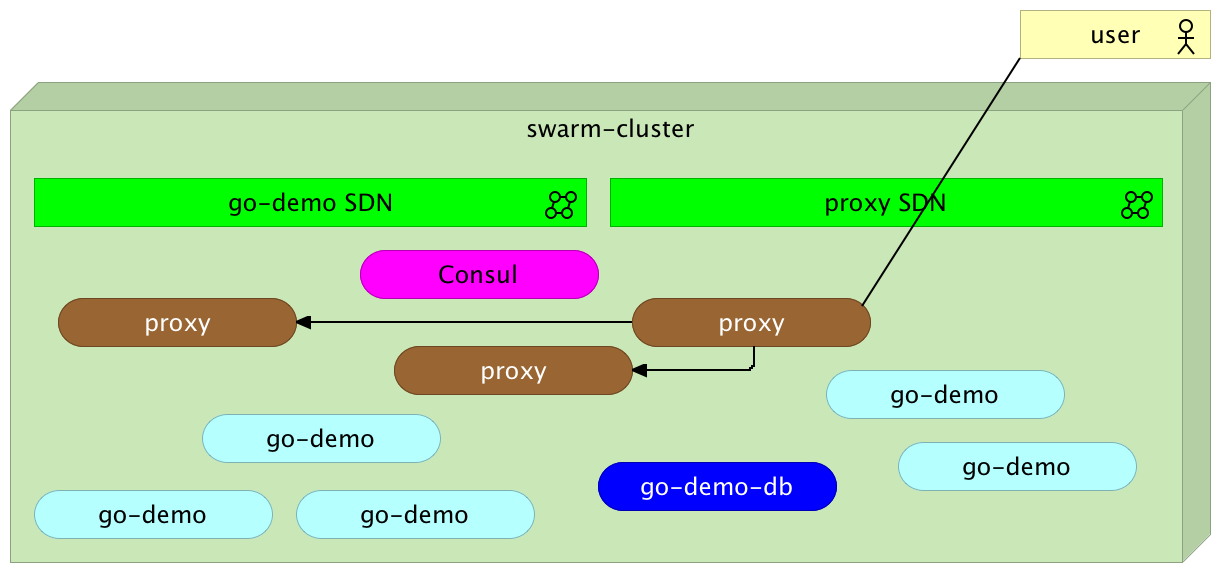 user
swarm-cluster
go-demo SDN
proxy SDN
Consul
proxy
proxy
proxy
go-demo
go-demo
go-demo
go-demo-db
go-demo
go-demo